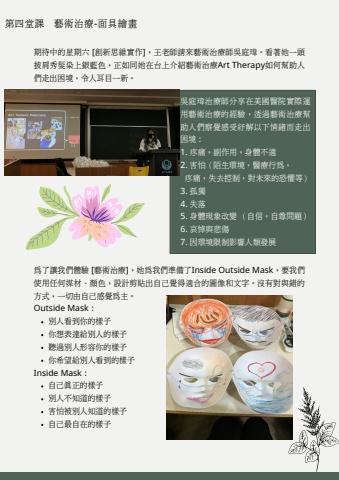 第四堂課　藝術治療-面具繪畫
期待中的星期六 [創新思維實作]，王老師請來藝術治療師吳庭瑋。看著她一頭
披肩秀髮染上銀藍色，正如同她在台上介紹藝術治療Art Therapy如何幫助人
們走出困境。令人耳目一新。
吳庭瑋治療師分享在美國醫院實際運
用藝術治療的經驗，透過藝術治療幫
助人們察覺感受紓解以下情緒而走出
困境：
1. 疼痛，副作用，身體不適
2. 害怕（陌生環境，醫療行為，
疼痛，失去控制，對未來的恐懼等）
3. 孤獨
4. 失落
5. 身體現象改變 （自信，自尊問題）
6. 哀悼與悲傷
7. 因環境限制影響人類發展
為了讓我們體驗 [藝術治療]，她為我們準備了Inside Outside Mask，要我們
使用任何媒材、顏色，設計剪貼出自己覺得適合的圖像和文字。沒有對與錯的
方式，一切由自己感覺為主。
Outside Mask：
• 別人看到你的樣子
• 你想表達給別人的樣子
• 聽過別人形容你的樣子
• 你希望給別人看到的樣子
Inside Mask：
• 自己真正的樣子
• 別人不知道的樣子
• 害怕被別人知道的樣子
• 自己最自在的樣子